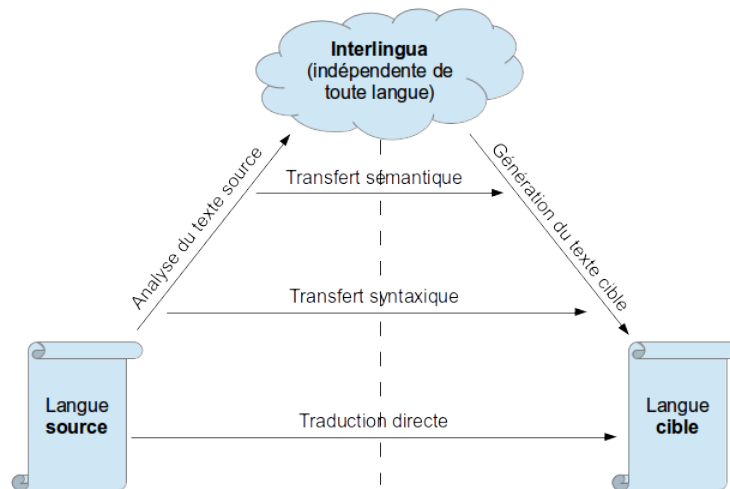 Interlingua
(indépendente de
toute langue)
Analyse du texte source
Génération du texte cible
Transfert sémantique
Transfert syntaxique
Langue
source
Traduction directe
Langue
cible